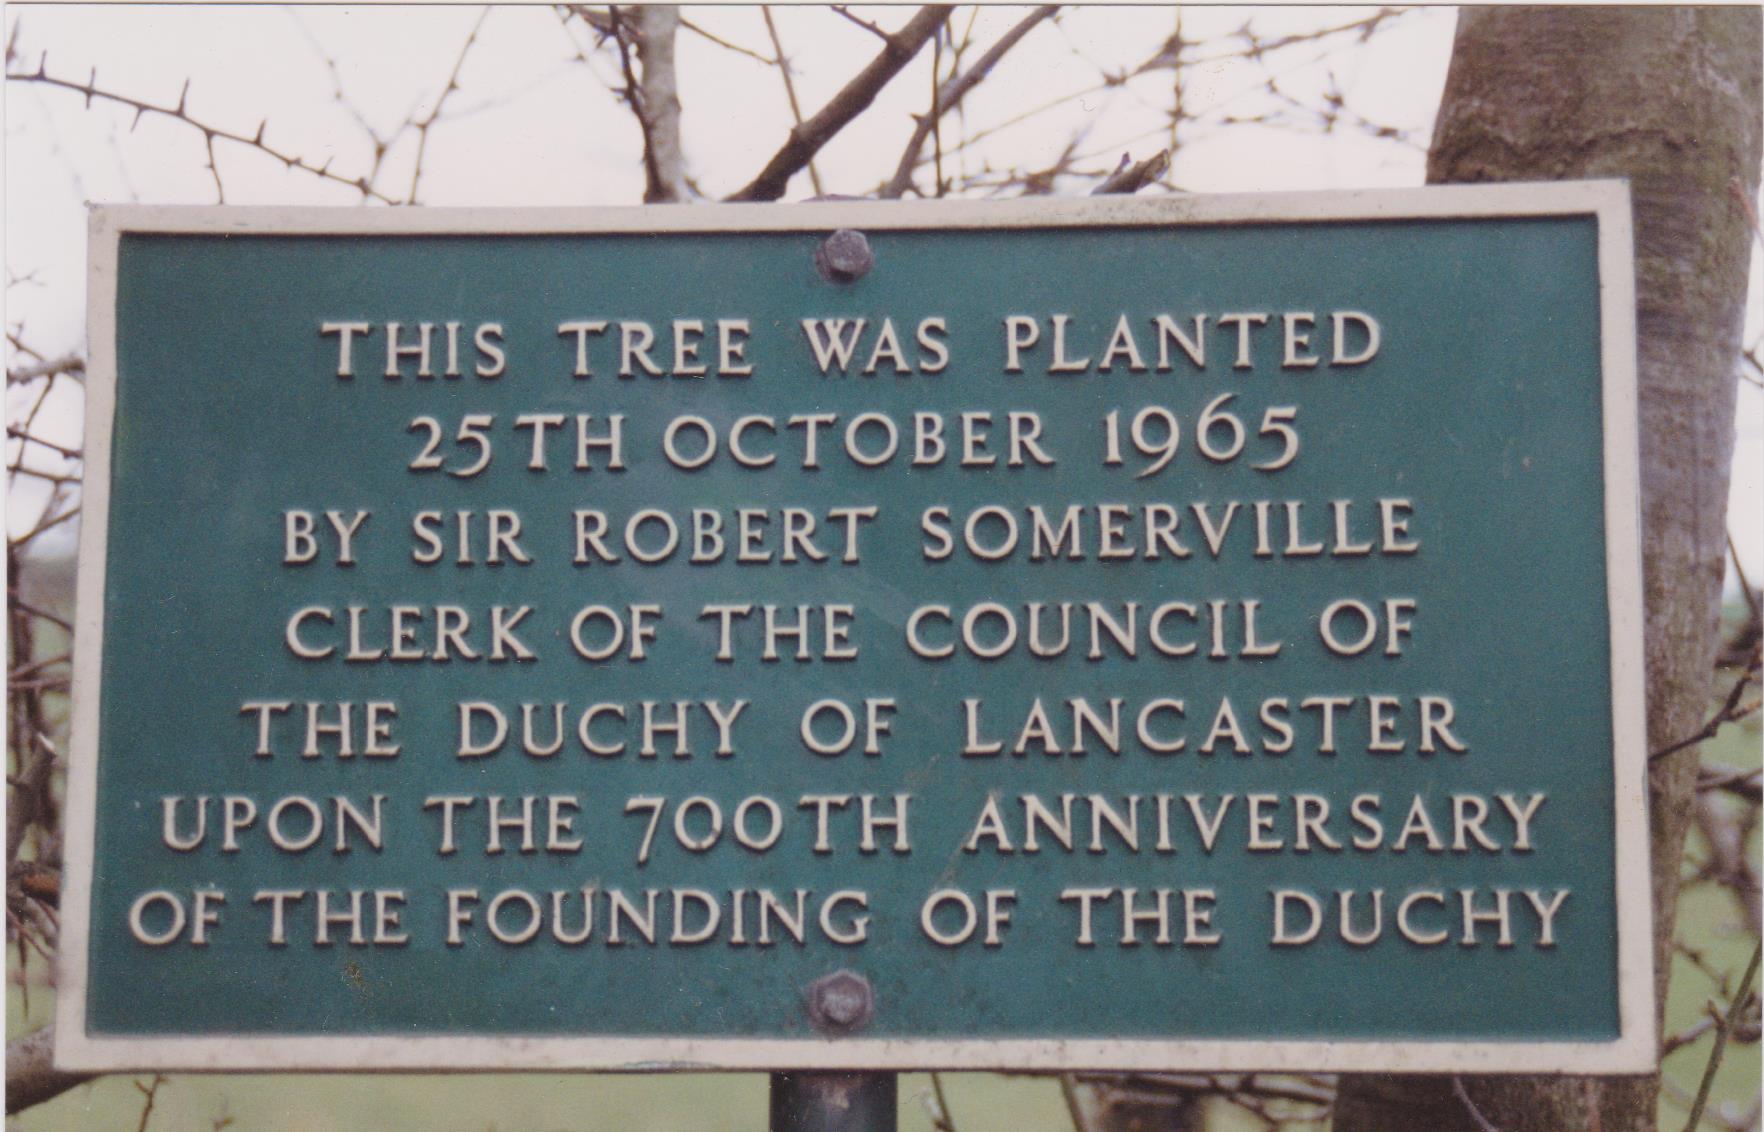 THIS TREE WAS PLANTED
25TH OCTOBER 1965
BY SIR ROBERT SOMERVILLE
CLERK OF THE COUNCIL OF
THE DUCHY OF LANCASTER
UPON THE 700TH ANNIVERSARY
OF THE FOUNDING OF THE DUCHY